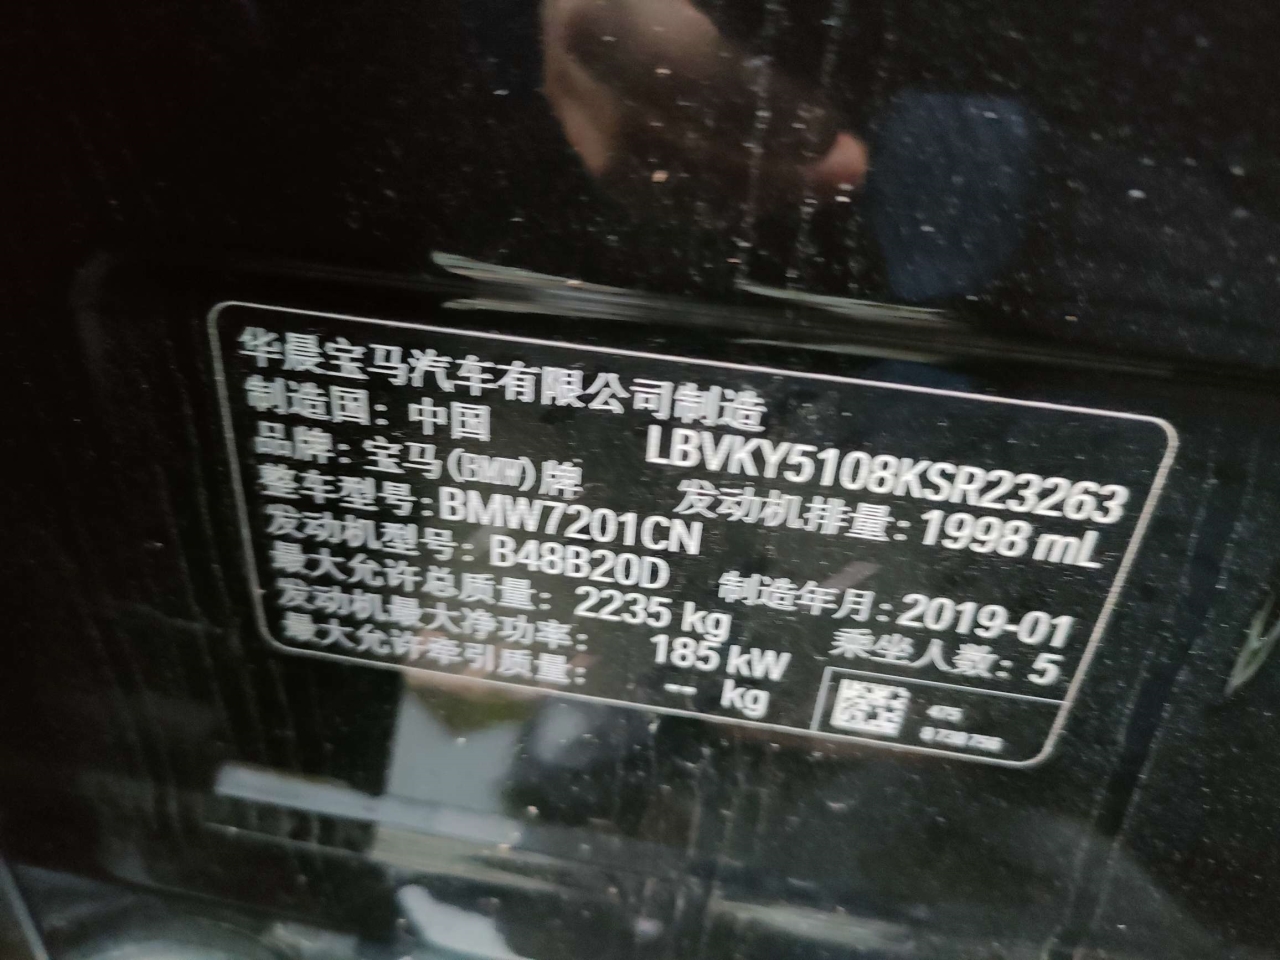 华晨宝马汽车有限公司制造
制造国：中国
LBVKY5108KSR23263
品牌：宝马(BMW)牌
发动机排量：1998 mL
整车型号：BMW7201CN
发动机型号：B48B20D
制造年月：2019-01
最大允许总质量：2235 kg
乘坐人数：5
发动机最大净功率：185 kW
最大允许牵引质量：-- kg